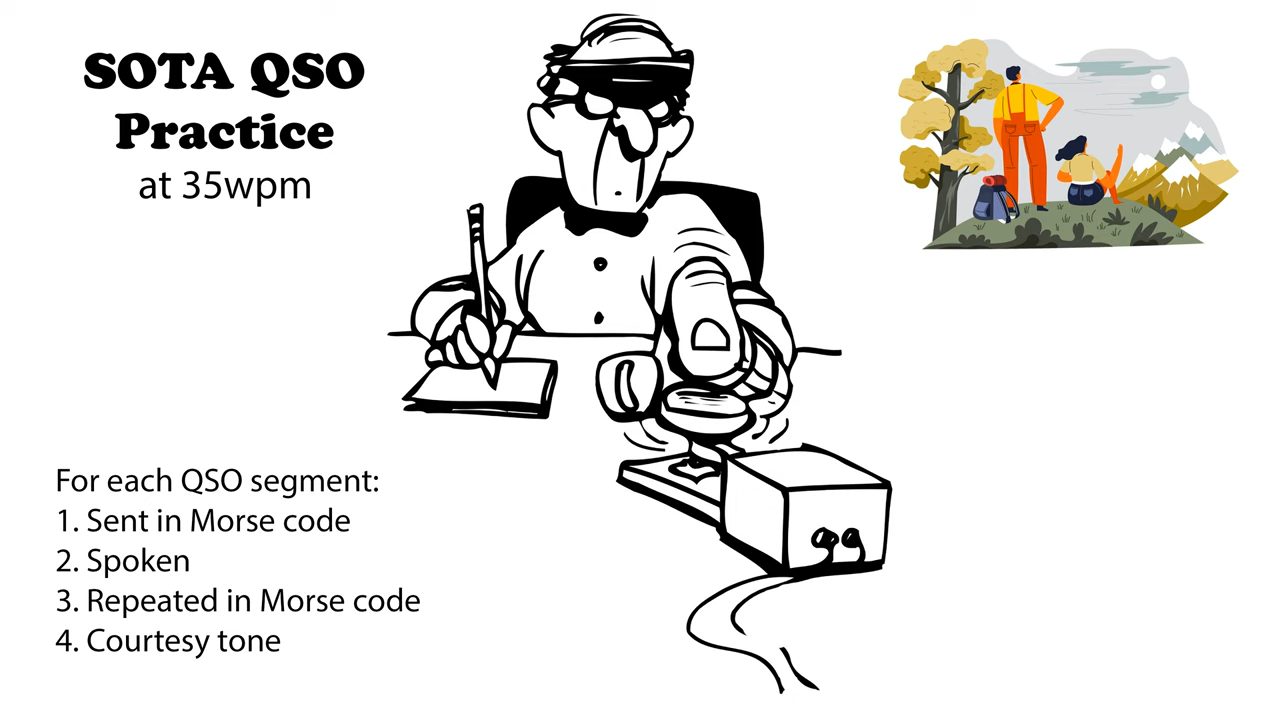 SOTA QSO
Practice
at 35wpm
For each QSO segment:
1. Sent in Morse code
2. Spoken
3. Repeated in Morse code
4. Courtesy tone